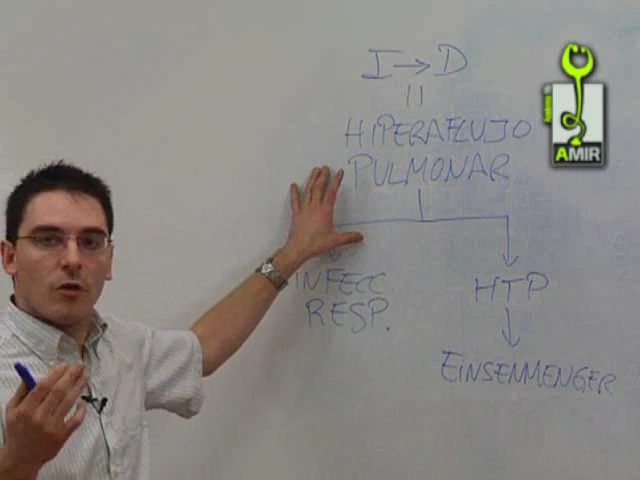 I → D
=
HIPERAFLUJO
PULMONAR
INFECC
RESP.
HTP
EINSENMENGER
AMIR